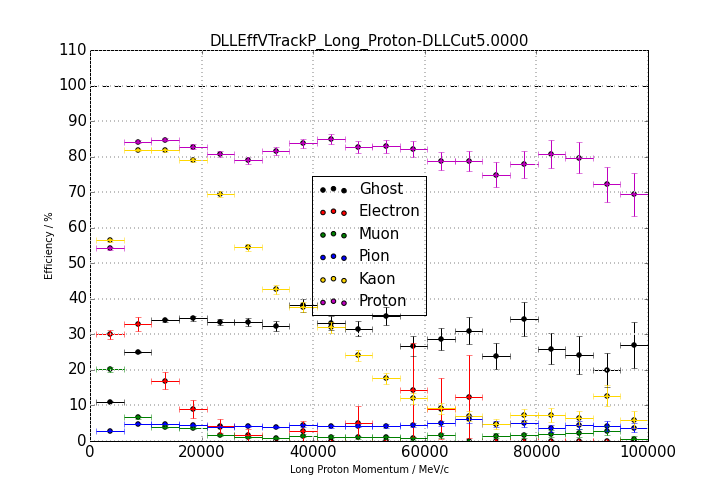 DLLEffVTrackP_Long_Proton-DLLCut5.0000
110
100
90
80
70
60
50
40
30
20
10
0
Efficiency / %
Ghost
Electron
Muon
Pion
Kaon
Proton
0 20000 40000 60000 80000 100000
Long Proton Momentum / MeV/c